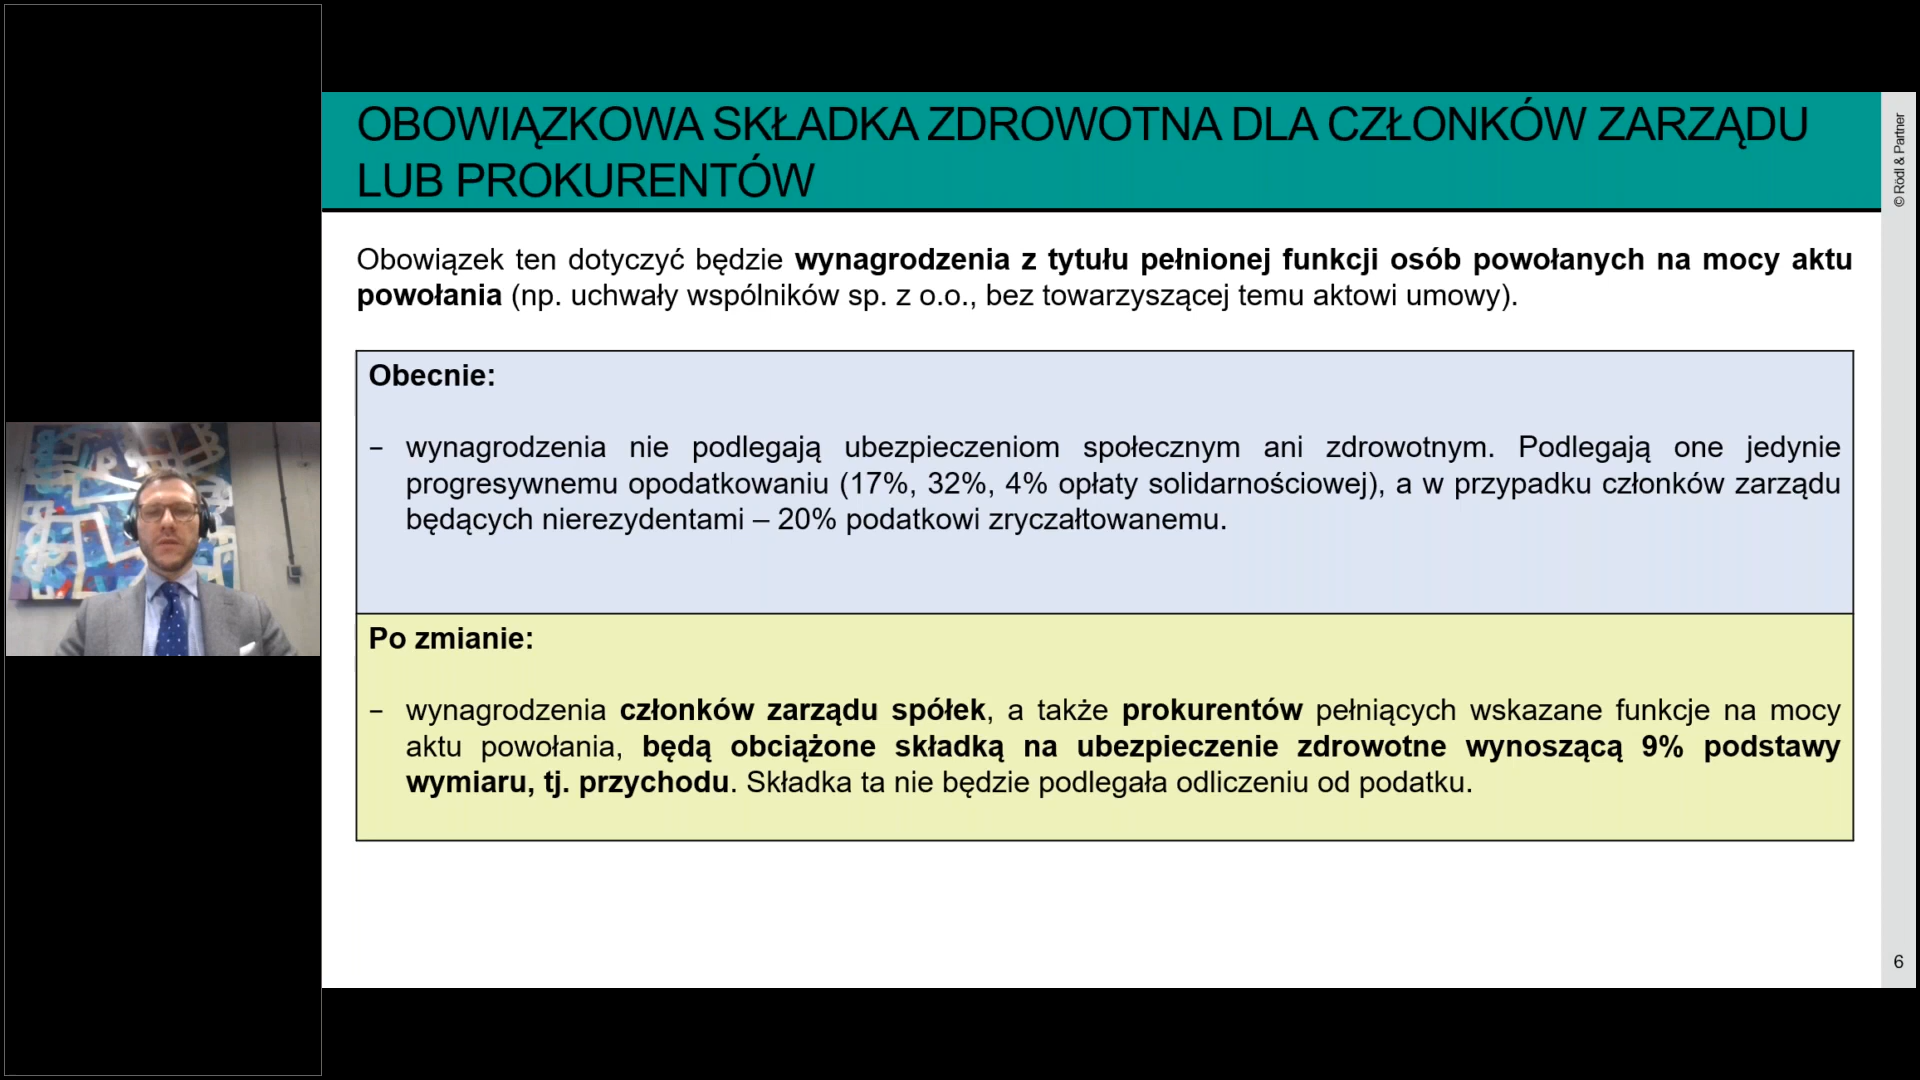 OBOWIĄZKOWA SKŁADKA ZDROWOTNA DLA CZŁONKÓW ZARZĄDU
LUB PROKURENTÓW
© Rödl & Partner
Obowiązek ten dotyczyć będzie wynagrodzenia z tytułu pełnionej funkcji osób powołanych na mocy aktu
powołania (np. uchwały wspólników sp. z o.o., bez towarzyszącej temu aktowi umowy).
Obecnie:
– wynagrodzenia nie podlegają ubezpieczeniom społecznym ani zdrowotnym. Podlegają one jedynie
progresywnemu opodatkowaniu (17%, 32%, 4% opłaty solidarnościowej), a w przypadku członków zarządu
będących nierezydentami – 20% podatkowi zryczałtowanemu.
Po zmianie:
– wynagrodzenia członków zarządu spółek, a także prokurentów pełniących wskazane funkcje na mocy
aktu powołania, będą obciążone składką na ubezpieczenie zdrowotne wynoszącą 9% podstawy
wymiaru, tj. przychodu. Składka ta nie będzie podlegała odliczeniu od podatku.
6